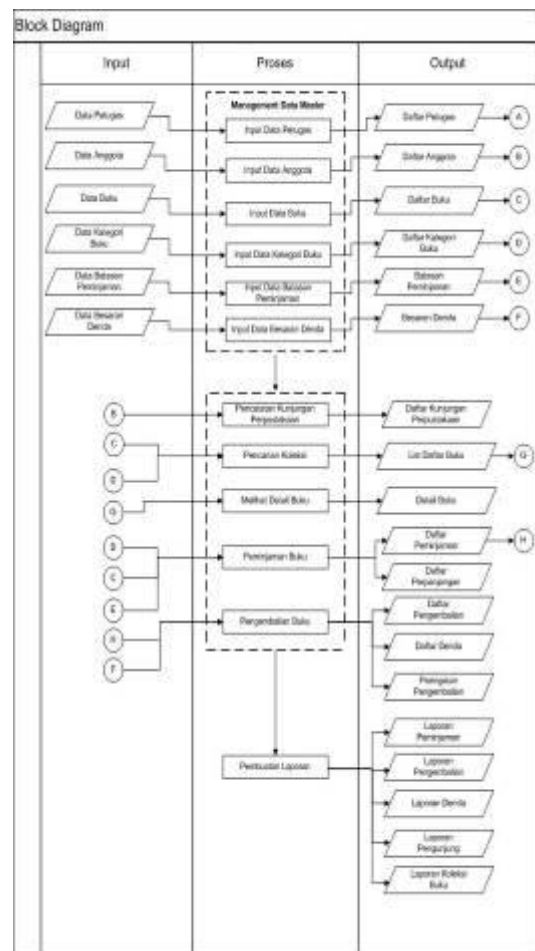 Block Diagram
Input
Proses
Output
Management Data Master
Data Petugas
Input Data Petugas
Daftar Petugas
A
Data Anggota
Input Data Anggota
Daftar Anggota
B
Data Buku
Input Data Buku
Daftar Buku
C
Data Kategori
Buku
Input Data Kategori Buku
Daftar Kategori
Buku
D
Data Batasan
Peminjaman
Input Data Batasan
Peminjaman
Batasan
Peminjaman
E
Data Besaran
Denda
Input Data Besaran Denda
Besaran Denda
F
B
Pencatatan Kunjungan
Perpustakaan
Daftar Kunjungan
Perpustakaan
C
Pencarian Koleksi
List Daftar Buku
G
G
Melihat Detail Buku
Detail Buku
Peminjaman Buku
Daftar
Peminjaman
H
C
Daftar
Perpanjangan
E
Pengembalian Buku
Daftar
Pengembalian
Daftar Denda
F
Peringatan
Pengembalian
Pembuatan Laporan
Laporan
Peminjaman
Laporan
Pengembalian
Laporan Denda
Laporan
Pengunjung
Laporan Koleksi
Buku